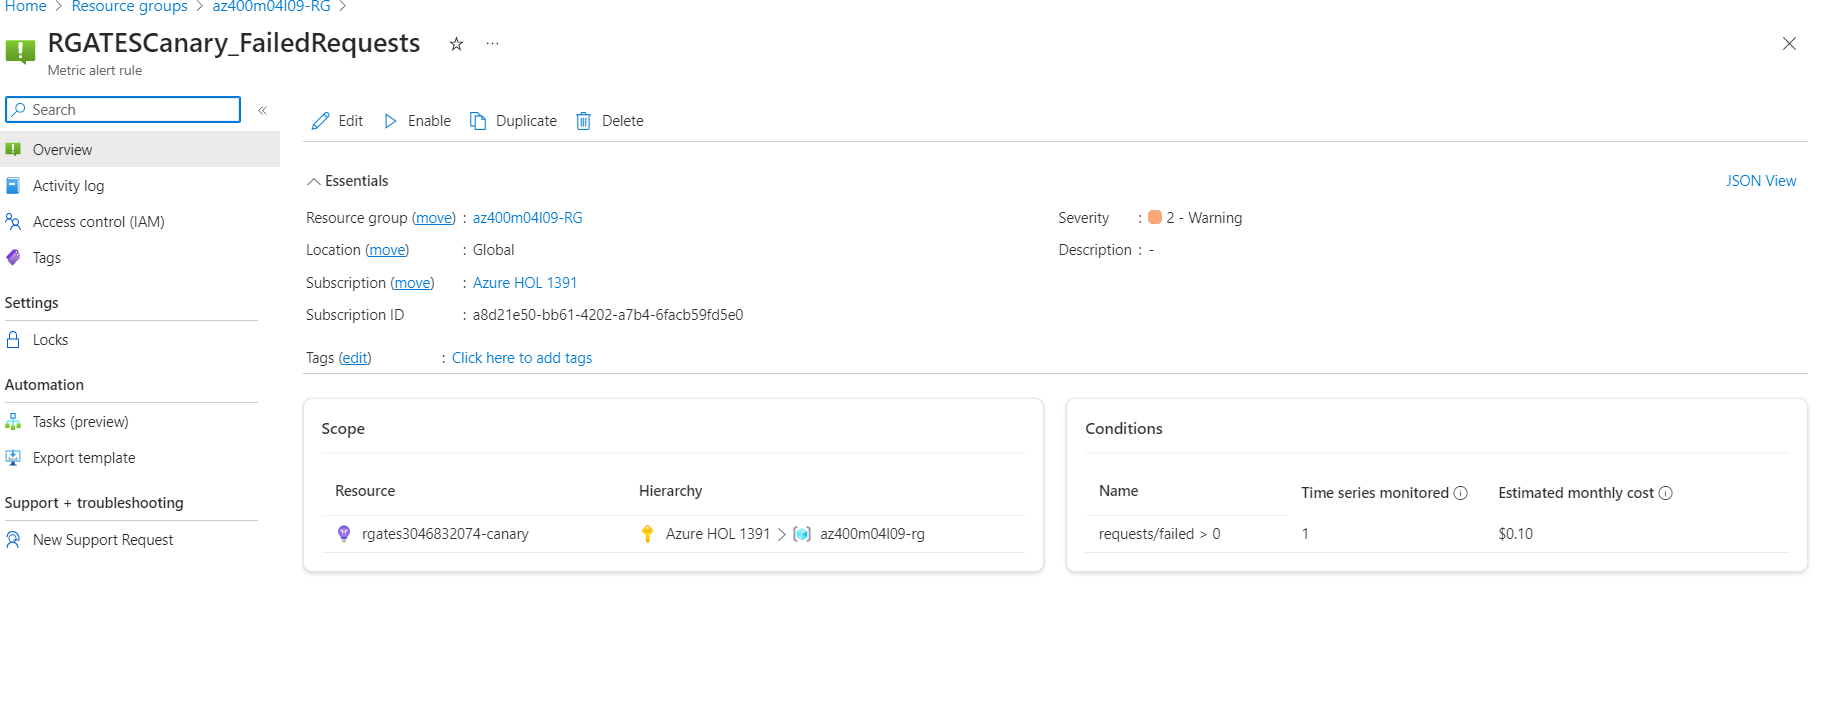 Home > Resource groups > az400m04l09-RG >
RGATESCanary_FailedRequests
Metric alert rule
Search
Overview
Activity log
Access control (IAM)
Tags
Settings
Locks
Automation
Tasks (preview)
Export template
Support + troubleshooting
New Support Request
Edit Enable Duplicate Delete
Essentials JSON View
Resource group (move) : az400m04l09-RG
Location (move) : Global
Subscription (move) : Azure HOL 1391
Subscription ID : a8d21e50-bb61-4202-a7b4-6facb59fd5e0
Severity : 2 - Warning
Description : -
Tags (edit) : Click here to add tags
Scope
Resource Hierarchy
rgates3046832074-canary Azure HOL 1391 > az400m04l09-rg
Conditions
Name Time series monitored Estimated monthly cost
requests/failed > 0 1 $0.10